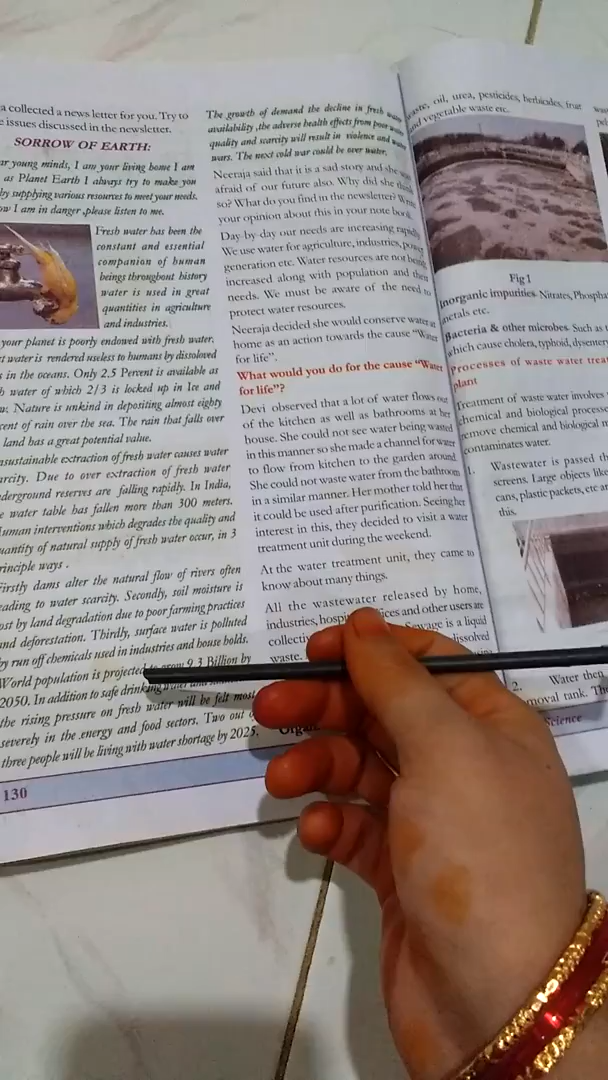 collected a news letter for you. Try to
issues discussed in the newsletter.
SORROW OF EARTH:
young minds, I am your living home I am
as Planet Earth I always try to make you
by supplying various resources to meet your needs.
I am in danger ,please listen to me.
Fresh water has been the
constant and essential
companion of human
beings throughout history
water is used in great
quantities in agriculture
and industries.
your planet is poorly endowed with fresh water.
water is rendered useless to humans by dissolved
in the oceans. Only 2.5 Percent is available as
water of which 2/3 is locked up in Ice and
Nature is unkind in depositing almost eighty
cent of rain over the sea. The rain that falls over
land has a great potential value.
extraction of fresh water causes water
Due to over extraction of fresh water
reserves are falling rapidly. In India,
water table has fallen more than 300 meters.
interventions which degrades the quality and
quantity of natural supply of fresh water occur, in 3
ways .
Firstly dams alter the natural flow of rivers often
leading to water scarcity. Secondly, soil moisture is
by land degradation due to poor farming practices
and deforestation. Thirdly, surface water is polluted
by run off chemicals used in industries and house holds.
World population is projected to grow 9.3 Billion by
2050. In addition to safe drinking water and
the rising pressure on fresh water will be felt most
severely in the energy and food sectors. Two out
three people will be living with water shortage by 2025.
130
The growth of demand the decline in fresh water
availability ,the adverse health effects from poor water
quality and scarcity will result in violence and water
wars. The next cold war could be over water.
Neeraja said that it is a sad story and she was
afraid of our future also. Why did she think
so? What do you find in the newsletter? Write
your opinion about this in your note book.
Day-by-day our needs are increasing rapidly
We use water for agriculture, industries, power
generation etc. Water resources are not being
increased along with population and their
needs. We must be aware of the need to
protect water resources.
Neeraja decided she would conserve water at
home as an action towards the cause “Water
for life”.
What would you do for the cause “Water
for life”?
Devi observed that a lot of water flows out
of the kitchen as well as bathrooms at her
house. She could not see water being wasted
in this manner so she made a channel for water
to flow from kitchen to the garden around.
She could not waste water from the bathroom
in a similar manner. Her mother told her that
it could be used after purification. Seeing her
interest in this, they decided to visit a water
treatment unit during the weekend.
At the water treatment unit, they came to
know about many things.
All the wastewater released by home,
industries, offices and other users are
Sewage is a liquid
waste. dissolved
waste, oil, urea, pesticides, herbicides, fruit
and vegetable waste etc.
Fig1
Inorganic impurities- Nitrates,
metals etc.
Bacteria & other microbes. Such as
which cause cholera, typhoid,
Processes of waste water
plant
Treatment of waste water involves
chemical and biological
remove chemical and biological
contaminates water.
1. Wastewater is passed
screens. Large objects like
cans, plastic packets, etc
this.
2. Water then
tank.
Science